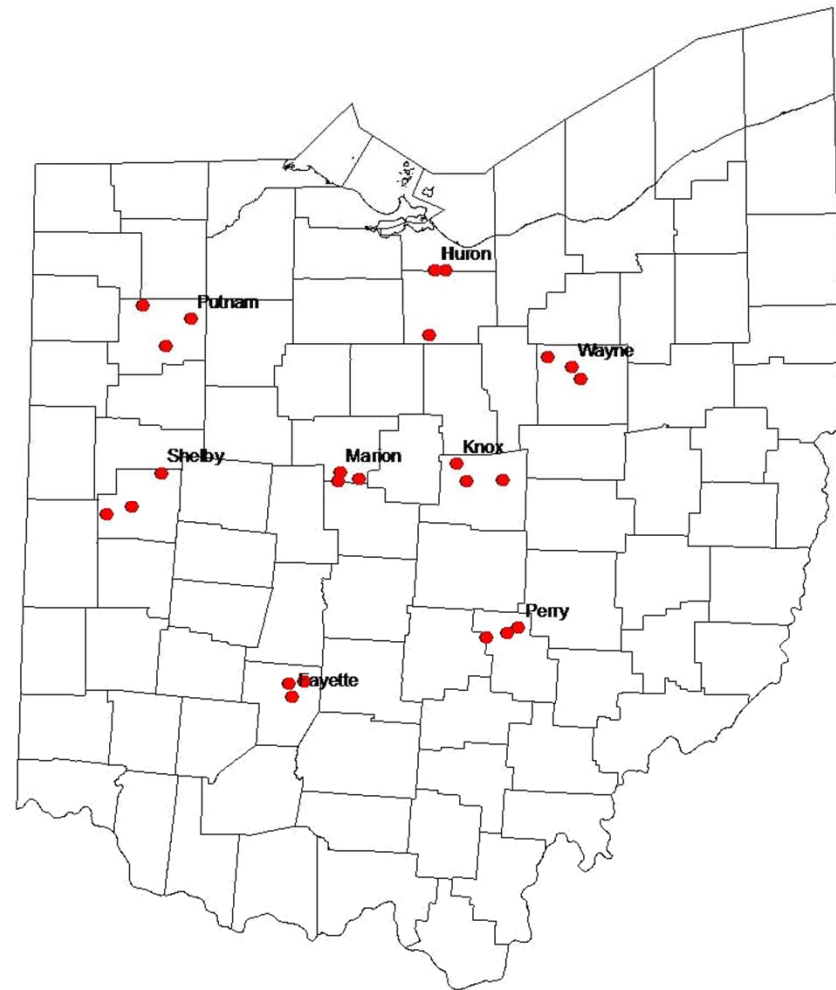 Huron
Putnam
Wayne
Knox
Shelby
Marion
Perry
Fayette